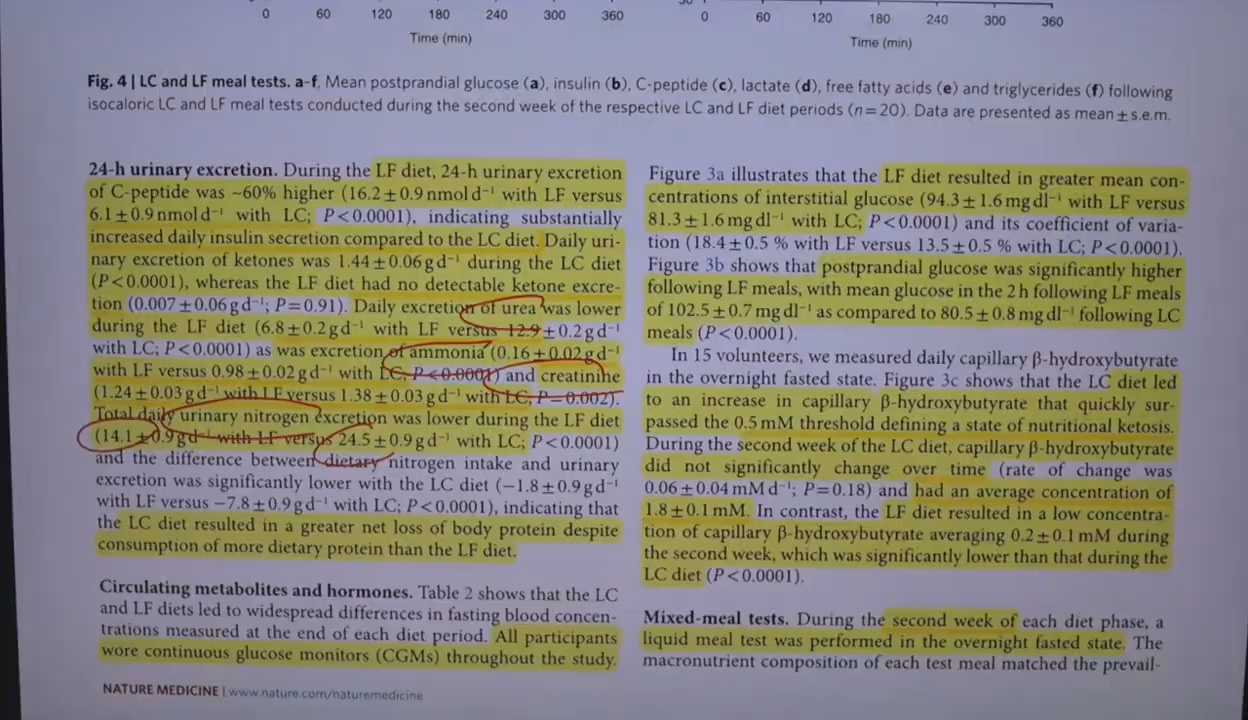 0 60 120 180 240 300 360
Time (min)
0 60 120 180 240 300 360
Time (min)
Fig. 4 | LC and LF meal tests. a-f, Mean postprandial glucose (a), insulin (b), C-peptide (c), lactate (d), free fatty acids (e) and triglycerides (f) following
isocaloric LC and LF meal tests conducted during the second week of the respective LC and LF diet periods (n = 20). Data are presented as mean ± s.e.m.
24-h urinary excretion. During the LF diet, 24-h urinary excretion
of C-peptide was ~60% higher (16.2 ± 0.9 nmol d⁻¹ with LF versus
6.1 ± 0.9 nmol d⁻¹ with LC; P < 0.0001), indicating substantially
increased daily insulin secretion compared to the LC diet. Daily uri-
nary excretion of ketones was 1.44 ± 0.06 g d⁻¹ during the LC diet
(P < 0.0001), whereas the LF diet had no detectable ketone excre-
tion (0.007 ± 0.06 g d⁻¹; P = 0.91). Daily excretion of urea was lower
during the LF diet (6.8 ± 0.2 g d⁻¹ with LF versus 12.9 ± 0.2 g d⁻¹
with LC; P < 0.0001) as was excretion of ammonia (0.16 ± 0.02 g d⁻¹
with LF versus 0.98 ± 0.02 g d⁻¹ with LC; P < 0.0001) and creatinine
(1.24 ± 0.03 g d⁻¹ with LF versus 1.38 ± 0.03 g d⁻¹ with LC; P = 0.002).
Total daily urinary nitrogen excretion was lower during the LF diet
(14.1 ± 0.9 g d⁻¹ with LF versus 24.5 ± 0.9 g d⁻¹ with LC; P < 0.0001)
and the difference between dietary nitrogen intake and urinary
excretion was significantly lower with the LC diet (−1.8 ± 0.9 g d⁻¹
with LF versus −7.8 ± 0.9 g d⁻¹ with LC; P < 0.0001), indicating that
the LC diet resulted in a greater net loss of body protein despite
consumption of more dietary protein than the LF diet.
Circulating metabolites and hormones. Table 2 shows that the LC
and LF diets led to widespread differences in fasting blood concen-
trations measured at the end of each diet period. All participants
wore continuous glucose monitors (CGMs) throughout the study.
Figure 3a illustrates that the LF diet resulted in greater mean con-
centrations of interstitial glucose (94.3 ± 1.6 mg dl⁻¹ with LF versus
81.3 ± 1.6 mg dl⁻¹ with LC; P < 0.0001) and its coefficient of varia-
tion (18.4 ± 0.5 % with LF versus 13.5 ± 0.5 % with LC; P < 0.0001).
Figure 3b shows that postprandial glucose was significantly higher
following LF meals, with mean glucose in the 2 h following LF meals
of 102.5 ± 0.7 mg dl⁻¹ as compared to 80.5 ± 0.8 mg dl⁻¹ following LC
meals (P < 0.0001).
In 15 volunteers, we measured daily capillary β-hydroxybutyrate
in the overnight fasted state. Figure 3c shows that the LC diet led
to an increase in capillary β-hydroxybutyrate that quickly sur-
passed the 0.5 mM threshold defining a state of nutritional ketosis.
During the second week of the LC diet, capillary β-hydroxybutyrate
did not significantly change over time (rate of change was
0.06 ± 0.04 mM d⁻¹; P = 0.18) and had an average concentration of
1.8 ± 0.1 mM. In contrast, the LF diet resulted in a low concentra-
tion of capillary β-hydroxybutyrate averaging 0.2 ± 0.1 mM during
the second week, which was significantly lower than that during the
LC diet (P < 0.0001).
Mixed-meal tests. During the second week of each diet phase, a
liquid meal test was performed in the overnight fasted state. The
macronutrient composition of each test meal matched the prevail-
NATURE MEDICINE | www.nature.com/naturemedicine